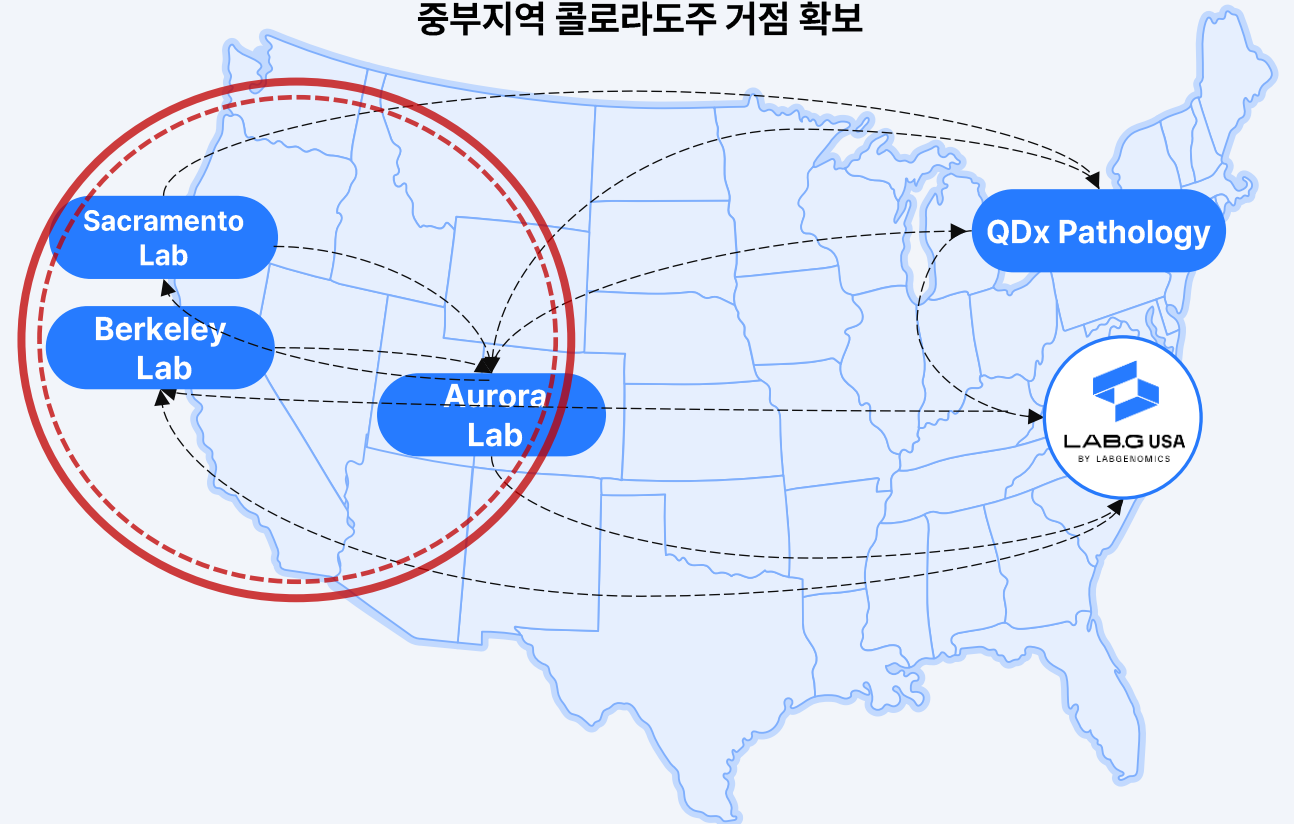 중부지역 콜로라도주 거점 확보
Sacramento
Lab
QDx Pathology
Berkeley
Lab
Aurora
Lab
LAB.G USA
BY LABGENOMICS